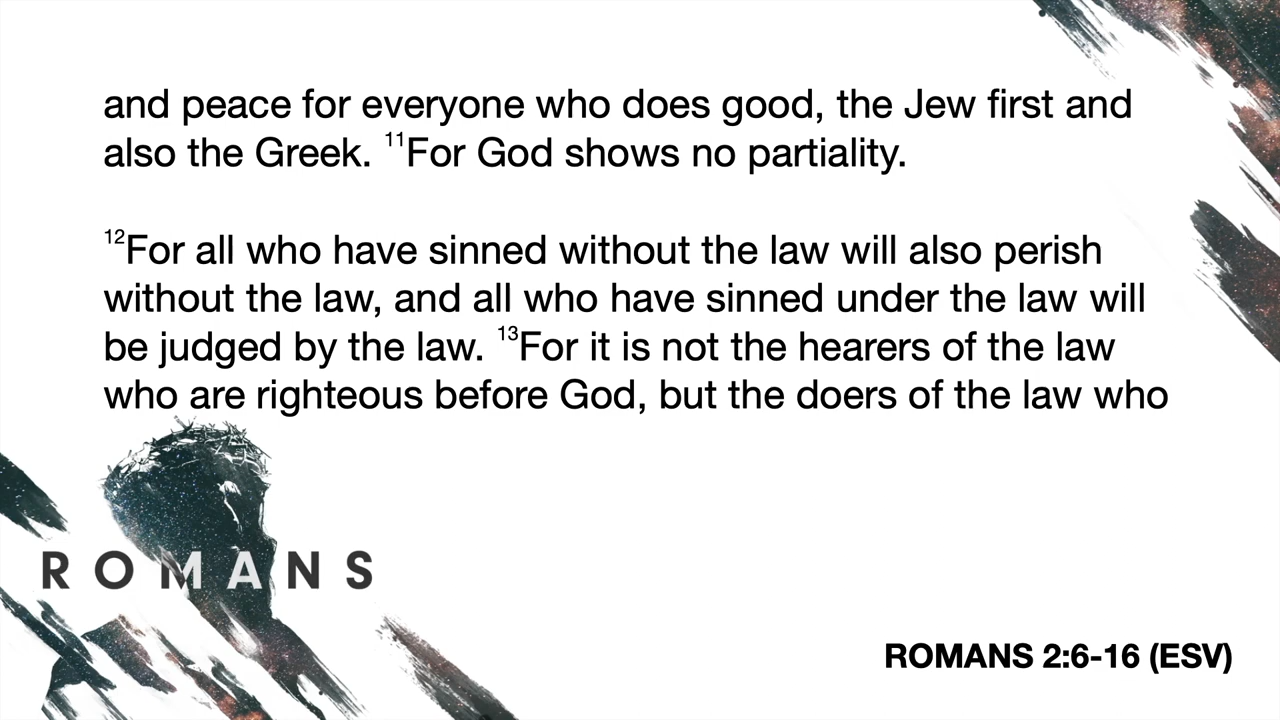 and peace for everyone who does good, the Jew first and
also the Greek. ¹¹For God shows no partiality.
¹²For all who have sinned without the law will also perish
without the law, and all who have sinned under the law will
be judged by the law. ¹³For it is not the hearers of the law
who are righteous before God, but the doers of the law who
ROMANS
ROMANS 2:6-16 (ESV)